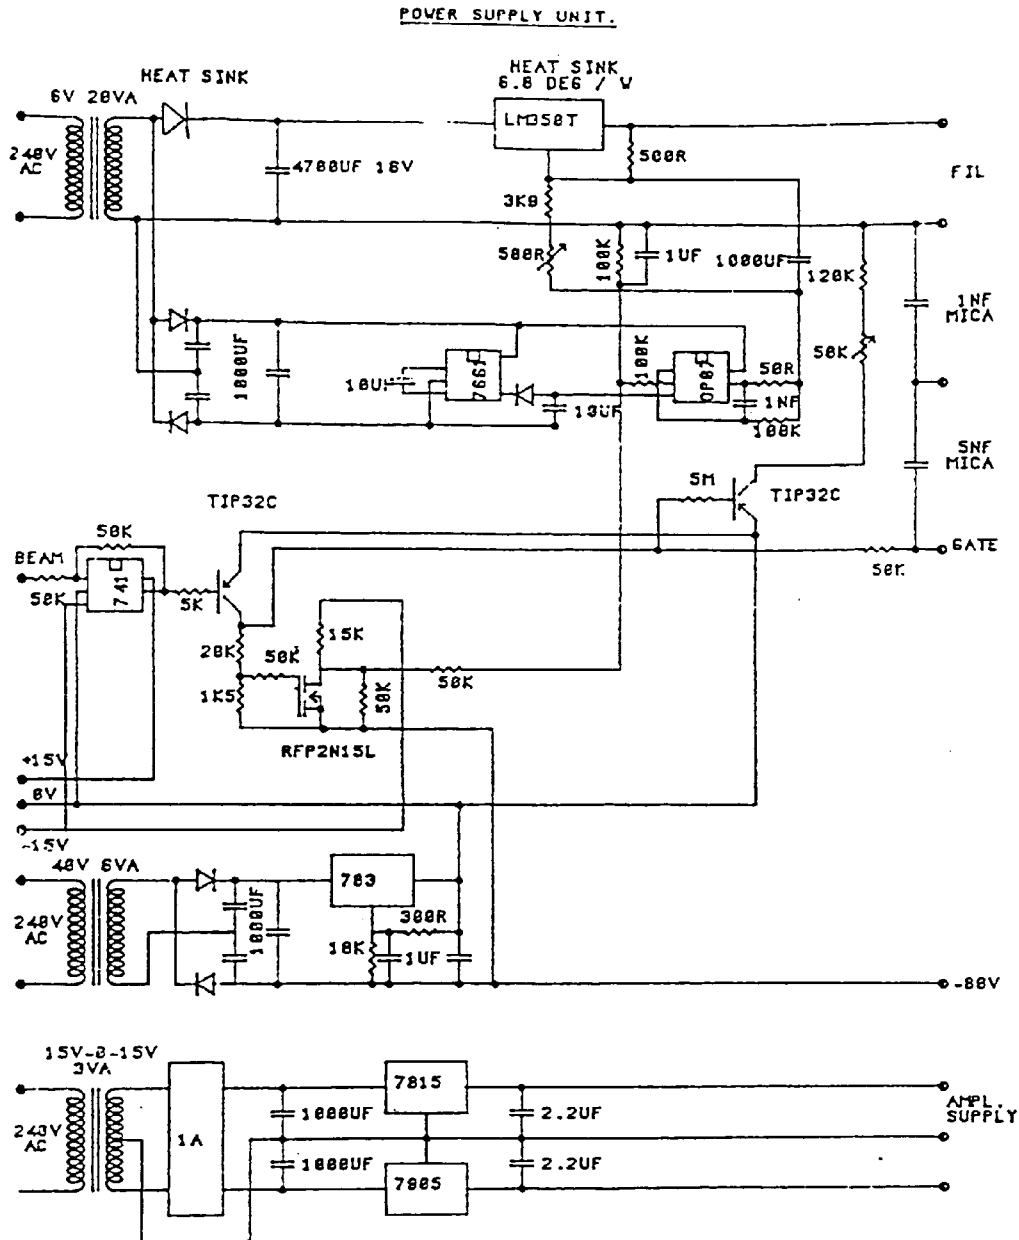 POWER SUPPLY UNIT.
HEAT SINK
HEAT SINK
6.8 DEG / W
6V 20VA
LM350T
240V
AC
4700UF 16V
500R
FIL
3K9
500R
100K
1UF
1000UF
120K
1NF
MICA
1000UF
10UF
7661
100K
OP07
50R
50K
10UF
1NF
100K
5NF
MICA
5M
TIP32C
TIP32C
50K
BEAM
GATE
741
50K
5K
50K
15K
20K
50K
1K5
50K
50K
RFP2N15L
+15V
0V
-15V
40V 6VA
783
240V
AC
1000UF
300R
10K
1UF
-80V
15V-0-15V
3VA
7815
240V
AC
1A
1000UF
2.2UF
AMPL.
SUPPLY
1000UF
2.2UF
7905